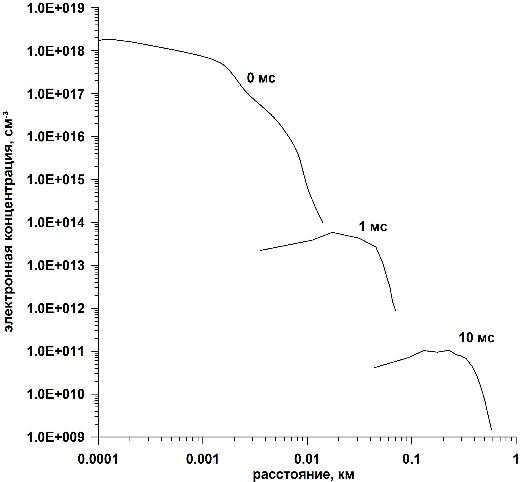 1.0E+019
1.0E+018
1.0E+017
1.0E+016
1.0E+015
1.0E+014
1.0E+013
1.0E+012
1.0E+011
1.0E+010
1.0E+009
электронная концентрация, см-3
0 мс
1 мс
10 мс
0.0001
0.001
0.01
0.1
1
расстояние, км